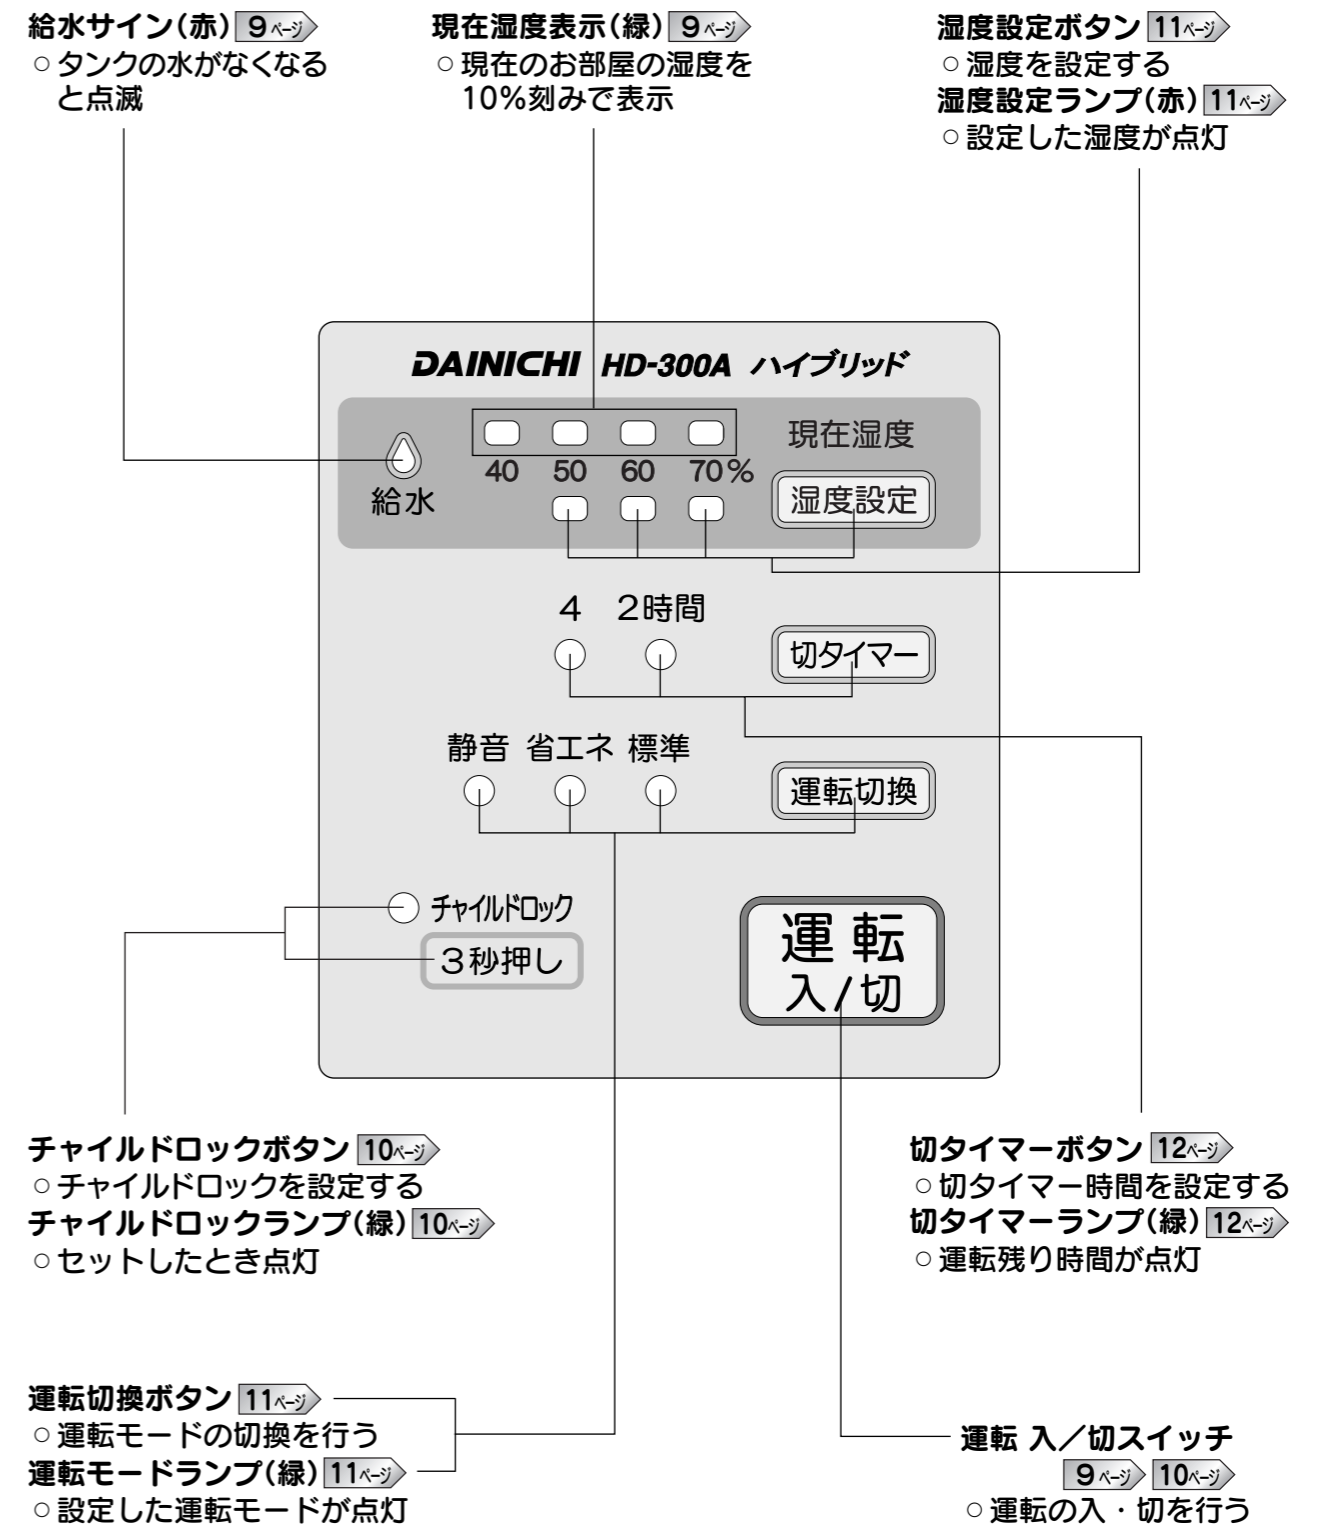 給水サイン(赤) 9ページ
○タンクの水がなくなる
と点滅
現在湿度表示(緑) 9ページ
○現在のお部屋の湿度を
10%刻みで表示
湿度設定ボタン 11ページ
○湿度を設定する
湿度設定ランプ(赤) 11ページ
○設定した湿度が点灯
DAINICHI HD-300A ハイブリッド
現在湿度
40 50 60 70%
給水
湿度設定
4 2時間
切タイマー
静音 省エネ 標準
運転切換
チャイルドロック
3秒押し
運転
入/切
チャイルドロックボタン 10ページ
○チャイルドロックを設定する
チャイルドロックランプ(緑) 10ページ
○セットしたとき点灯
切タイマーボタン 12ページ
○切タイマー時間を設定する
切タイマーランプ(緑) 12ページ
○運転残り時間が点灯
運転切換ボタン 11ページ
○運転モードの切換を行う
運転モードランプ(緑) 11ページ
○設定した運転モードが点灯
運転 入/切スイッチ
9ページ 10ページ
○運転の入・切を行う